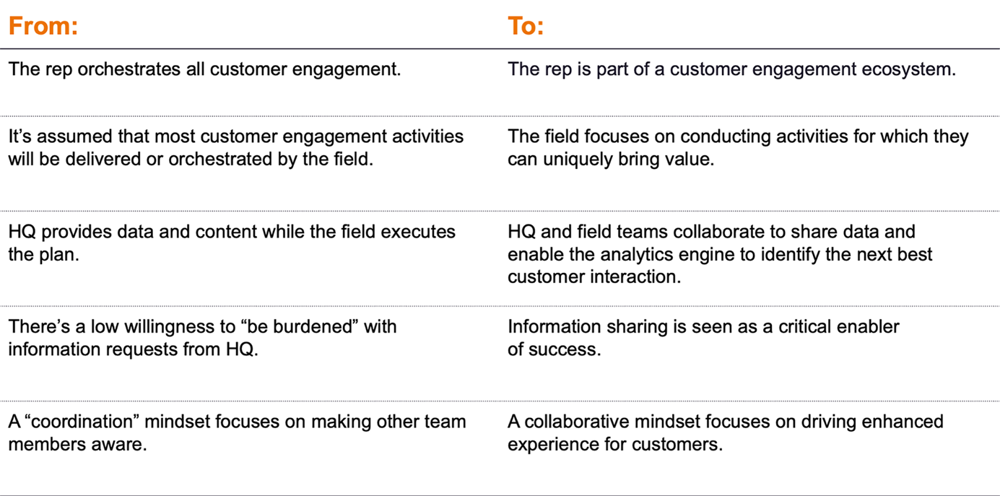 From:
To:
The rep orchestrates all customer engagement.
The rep is part of a customer engagement ecosystem.
It’s assumed that most customer engagement activities
will be delivered or orchestrated by the field.
The field focuses on conducting activities for which they
can uniquely bring value.
HQ provides data and content while the field executes
the plan.
HQ and field teams collaborate to share data and
enable the analytics engine to identify the next best
customer interaction.
There’s a low willingness to “be burdened” with
information requests from HQ.
Information sharing is seen as a critical enabler
of success.
A “coordination” mindset focuses on making other team
members aware.
A collaborative mindset focuses on driving enhanced
experience for customers.